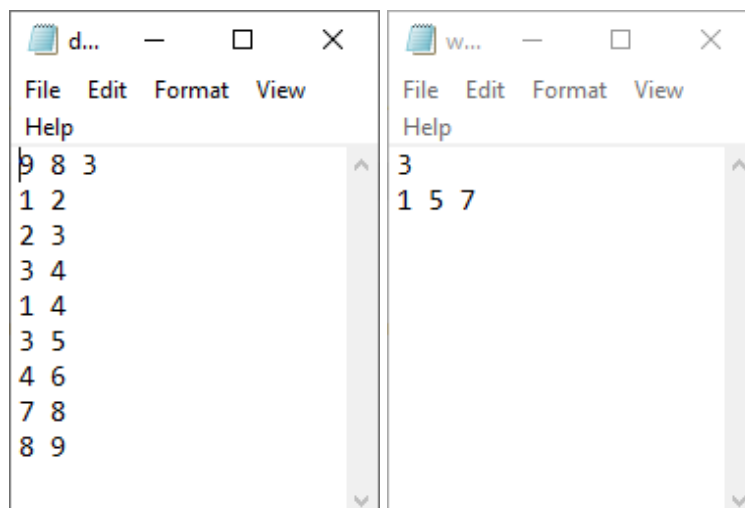 d...
File Edit Format View
Help
9 8 3
1 2
2 3
3 4
1 4
3 5
4 6
7 8
8 9
w...
File Edit Format View
Help
3
1 5 7